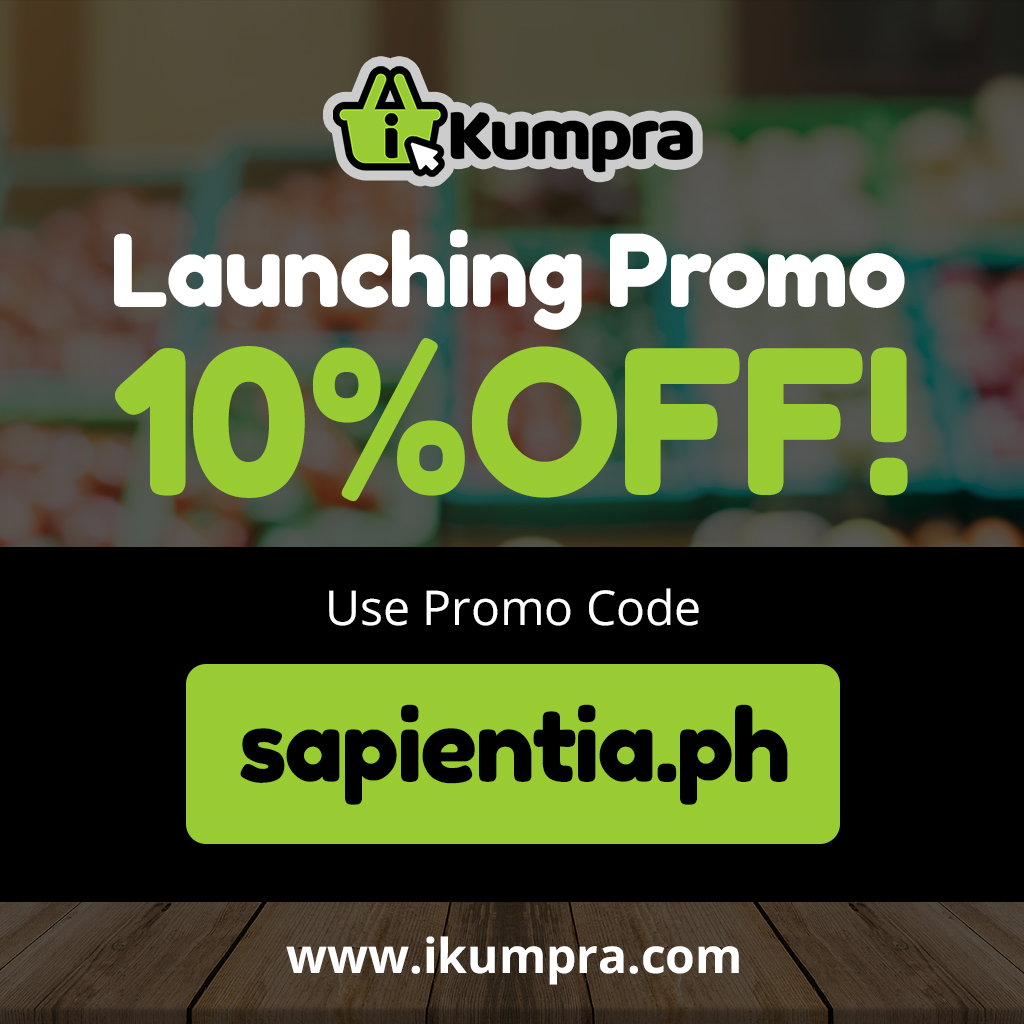 iKumpra
Launching Promo
10%OFF!
Use Promo Code
sapientia.ph
www.ikumpra.com